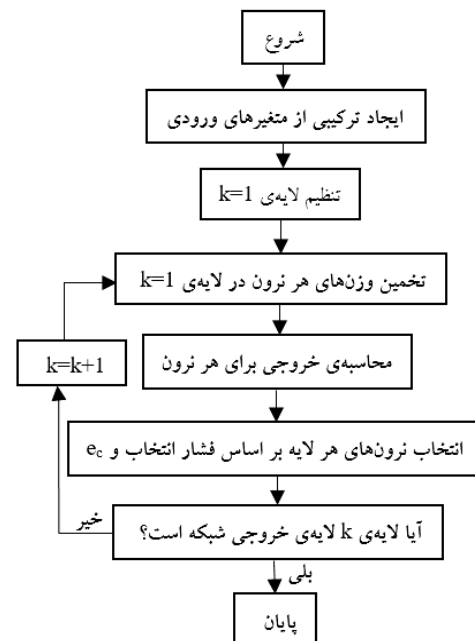 شروع
ایجاد ترکیبی از متغیرهای ورودی
تنظیم لایه‌ی k=1
تخمین وزن‌های هر نرون در لایه‌ی k=1
محاسبه‌ی خروجی برای هر نرون
k=k+1
انتخاب نرون‌های هر لایه بر اساس فشار انتخاب و ec
آیا لایه‌ی k لایه‌ی خروجی شبکه است؟
خیر
بلی
پایان